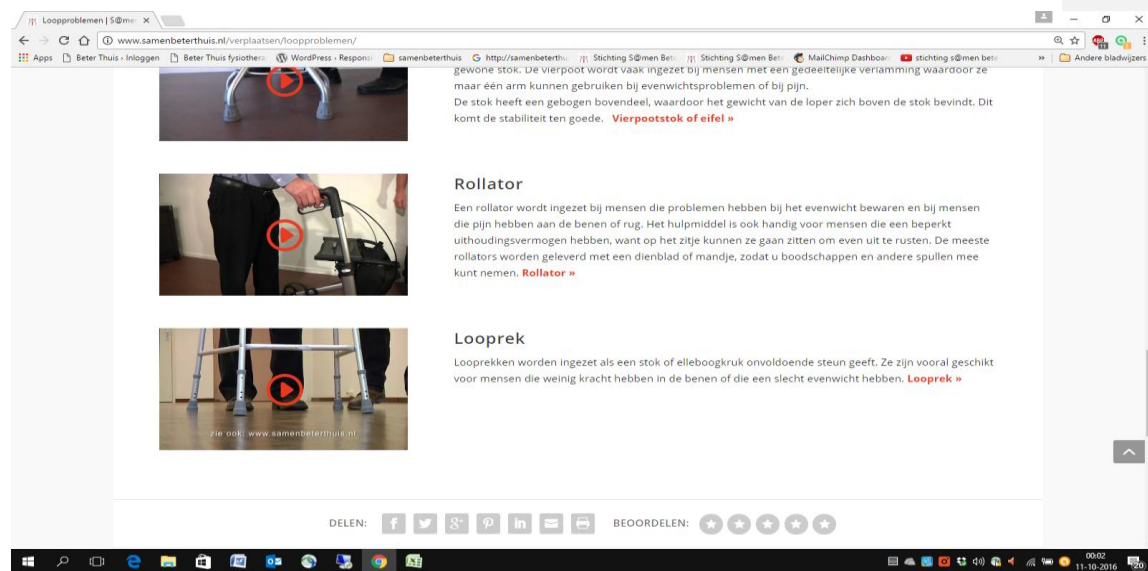 Loopproblemen | S@me
www.samenbeterthuis.nl/verplaatsen/loopproblemen/
Apps Beter Thuis › Inloggen Beter Thuis fysiothera WordPress › Responsi samenbeterthuis http://samenbeterthu Stichting S@men Bet Stichting S@men Bet MailChimp Dashboar stichting s@men bete » Andere bladwijzers
gewone stok. De vierpoot wordt vaak ingezet bij mensen met een gedeeltelijke verlamming waardoor ze
maar één arm kunnen gebruiken bij evenwichtsproblemen of bij pijn.
De stok heeft een gebogen bovendeel, waardoor het gewicht van de loper zich boven de stok bevindt. Dit
komt de stabiliteit ten goede. Vierpootstok of eifel »
Rollator
Een rollator wordt ingezet bij mensen die problemen hebben bij het evenwicht bewaren en bij mensen
die pijn hebben aan de benen of rug. Het hulpmiddel is ook handig voor mensen die een beperkt
uithoudingsvermogen hebben, want op het zitje kunnen ze gaan zitten om even uit te rusten. De meeste
rollators worden geleverd met een dienblad of mandje, zodat u boodschappen en andere spullen mee
kunt nemen. Rollator »
Looprek
Looprekken worden ingezet als een stok of elleboogkruk onvoldoende steun geeft. Ze zijn vooral geschikt
voor mensen die weinig kracht hebben in de benen of die een slecht evenwicht hebben. Looprek »
zie ook: www.samenbeterthuis.nl
DELEN: BEOORDELEN:
00:02
11-10-2016